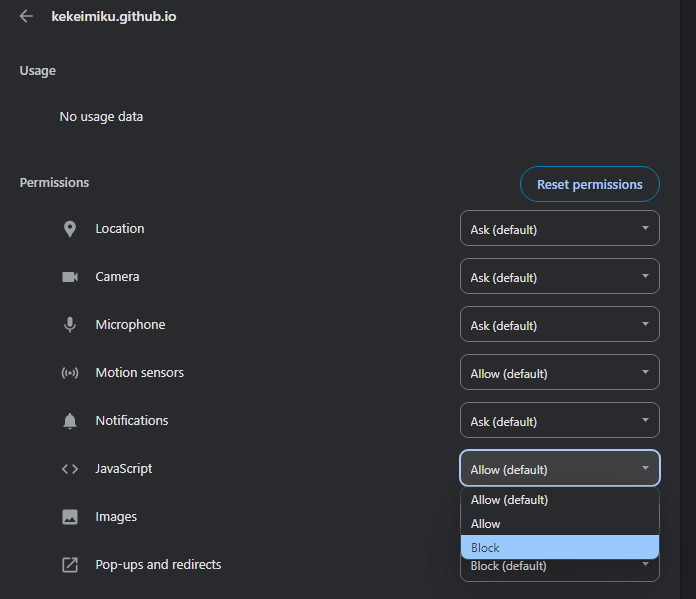 kekeimiku.github.io
Usage
No usage data
Permissions
Reset permissions
Location
Ask (default)
Camera
Ask (default)
Microphone
Ask (default)
Motion sensors
Allow (default)
Notifications
Ask (default)
JavaScript
Allow (default)
Allow (default)
Allow
Block
Images
Pop-ups and redirects
Block (default)